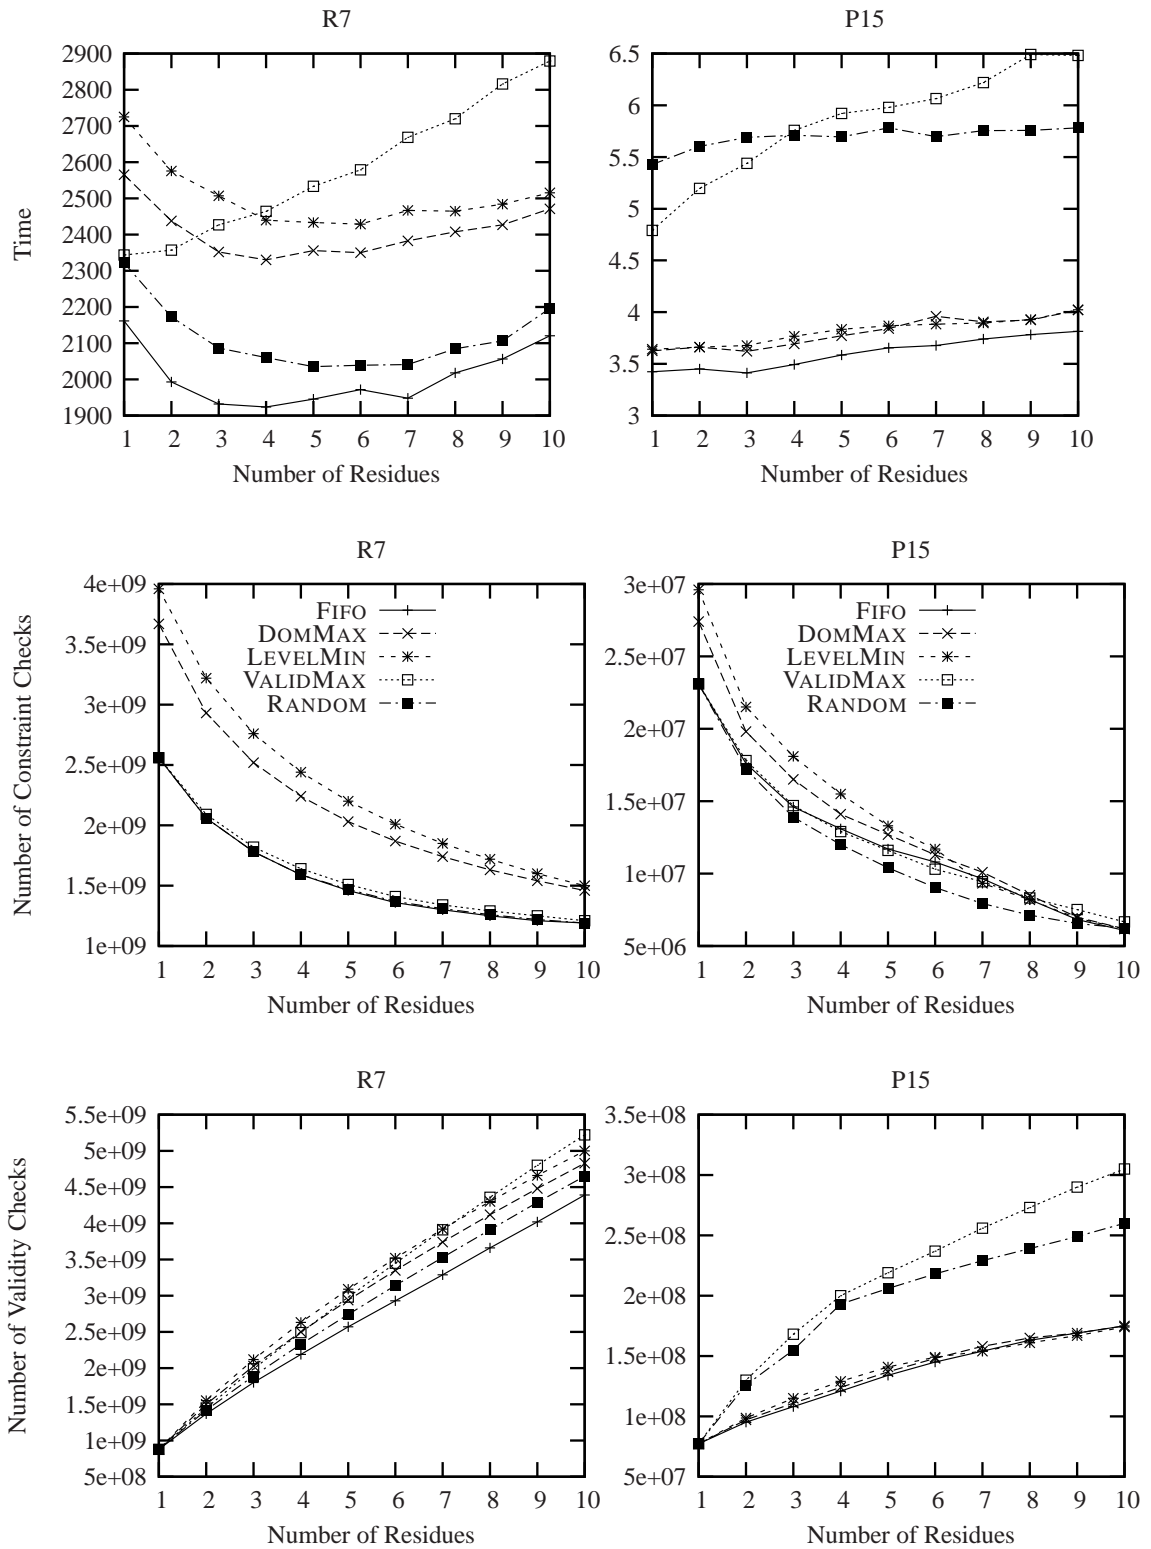 R7
P15
2900
2800
2700
2600
2500
2400
2300
2200
2100
2000
1900
Time
1 2 3 4 5 6 7 8 9 10
Number of Residues
6.5
6
5.5
5
4.5
4
3.5
3
1 2 3 4 5 6 7 8 9 10
Number of Residues
R7
P15
4e+09
3.5e+09
3e+09
2.5e+09
2e+09
1.5e+09
1e+09
Number of Constraint Checks
FIFO
DOMMAX
LEVELMIN
VALIDMAX
RANDOM
1 2 3 4 5 6 7 8 9 10
Number of Residues
3e+07
2.5e+07
2e+07
1.5e+07
1e+07
5e+06
FIFO
DOMMAX
LEVELMIN
VALIDMAX
RANDOM
1 2 3 4 5 6 7 8 9 10
Number of Residues
R7
P15
5.5e+09
5e+09
4.5e+09
4e+09
3.5e+09
3e+09
2.5e+09
2e+09
1.5e+09
1e+09
5e+08
Number of Validity Checks
1 2 3 4 5 6 7 8 9 10
Number of Residues
3.5e+08
3e+08
2.5e+08
2e+08
1.5e+08
1e+08
5e+07
1 2 3 4 5 6 7 8 9 10
Number of Residues